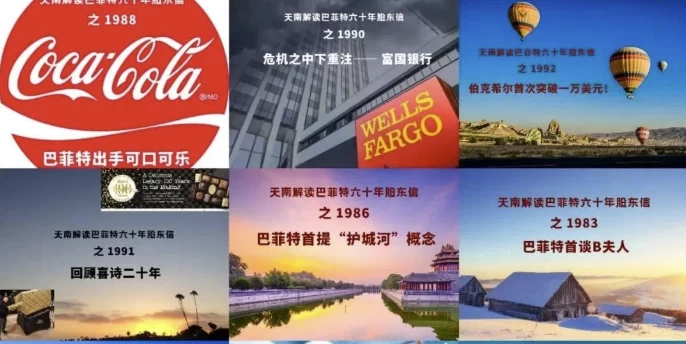 天南解读巴菲特六十年股东信
之 1988
Coca-Cola
巴菲特出手可口可乐
天南解读巴菲特六十年股东信
之 1990
危机之中下重注——富国银行
WELLS
FARGO
天南解读巴菲特六十年股东信
之 1992
伯克希尔首次突破一万美元！
A Delicious
Legacy. 100 Years
in the Making
天南解读巴菲特六十年股东信
之 1991
回顾喜诗二十年
天南解读巴菲特六十年股东信
之 1986
巴菲特首提“护城河”概念
天南解读巴菲特六十年股东信
之 1983
巴菲特首谈B夫人